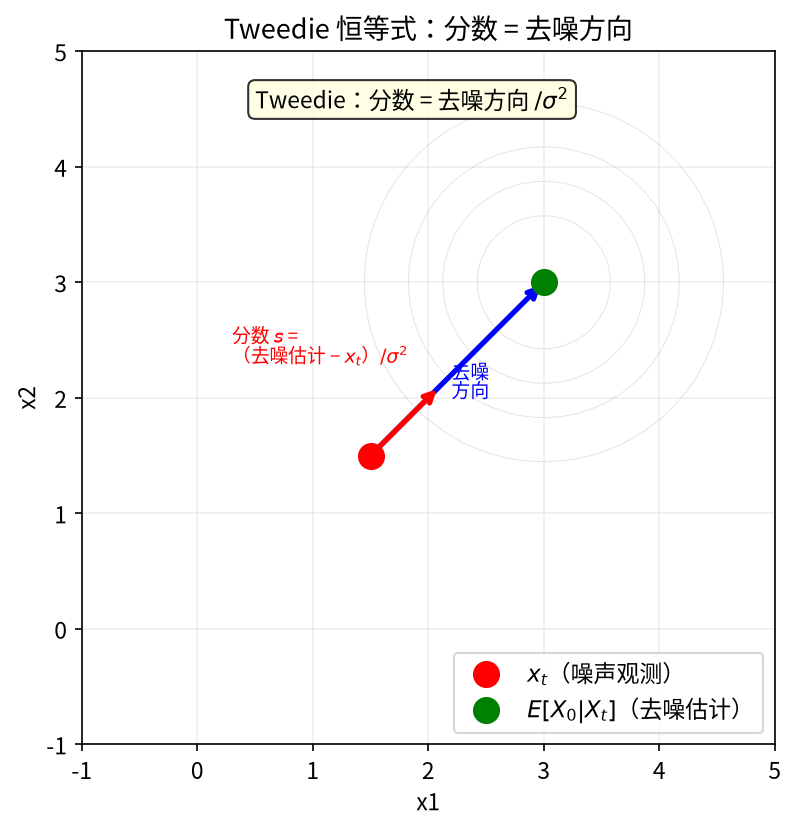 Tweedie 恒等式：分数 = 去噪方向
Tweedie：分数 = 去噪方向 /σ²
分数 s =
（去噪估计 − xₜ）/σ²
去噪
方向
5
4
3
2
1
0
-1
x2
-1 0 1 2 3 4 5
x1
xₜ（噪声观测）
E[X₀|Xₜ]（去噪估计）